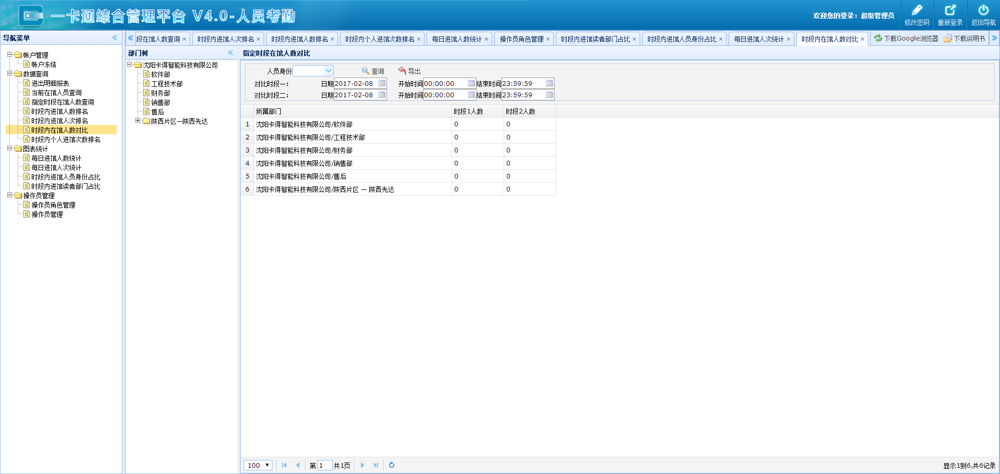 一卡通综合管理平台 V4.0-人员考勤
欢迎您的登录：超级管理员
修改密码 重新登录 返回导航
导航菜单
段在馆人数查询 时段内进馆人次排名 时段内进馆人数排名 时段内个人进馆次数排名 每日进馆人数统计 操作员角色管理 时段内进馆读者部门占比 时段内进馆人员身份占比 每日进馆人次统计 时段内在馆人数对比 下载Google浏览器 下载说明书
帐户管理
帐户冻结
数据查询
进出明细报表
当前在馆人员查询
指定时段在馆人数查询
时段内进馆人数排名
时段内进馆人次排名
时段内在馆人数对比
时段内个人进馆次数排名
图表统计
每日进馆人数统计
每日进馆人次统计
时段内进馆人员身份占比
时段内进馆读者部门占比
操作员管理
操作员角色管理
操作员管理
部门树
沈阳卡得智能科技有限公司
软件部
工程技术部
财务部
销售部
售后
陕西片区—陕西先达
指定时段在馆人数对比
人员身份 查询 导出
对比时段一： 日期 2017-02-08 开始时间 00:00:00 结束时间 23:59:59
对比时段二： 日期 2017-02-08 开始时间 00:00:00 结束时间 23:59:59
所属部门 时段1人数 时段2人数
1 沈阳卡得智能科技有限公司/软件部 0 0
2 沈阳卡得智能科技有限公司/工程技术部 0 0
3 沈阳卡得智能科技有限公司/财务部 0 0
4 沈阳卡得智能科技有限公司/销售部 0 0
5 沈阳卡得智能科技有限公司/售后 0 0
6 沈阳卡得智能科技有限公司/陕西片区 — 陕西先达 0 0
100 第 1 共1页
显示1到6,共6记录